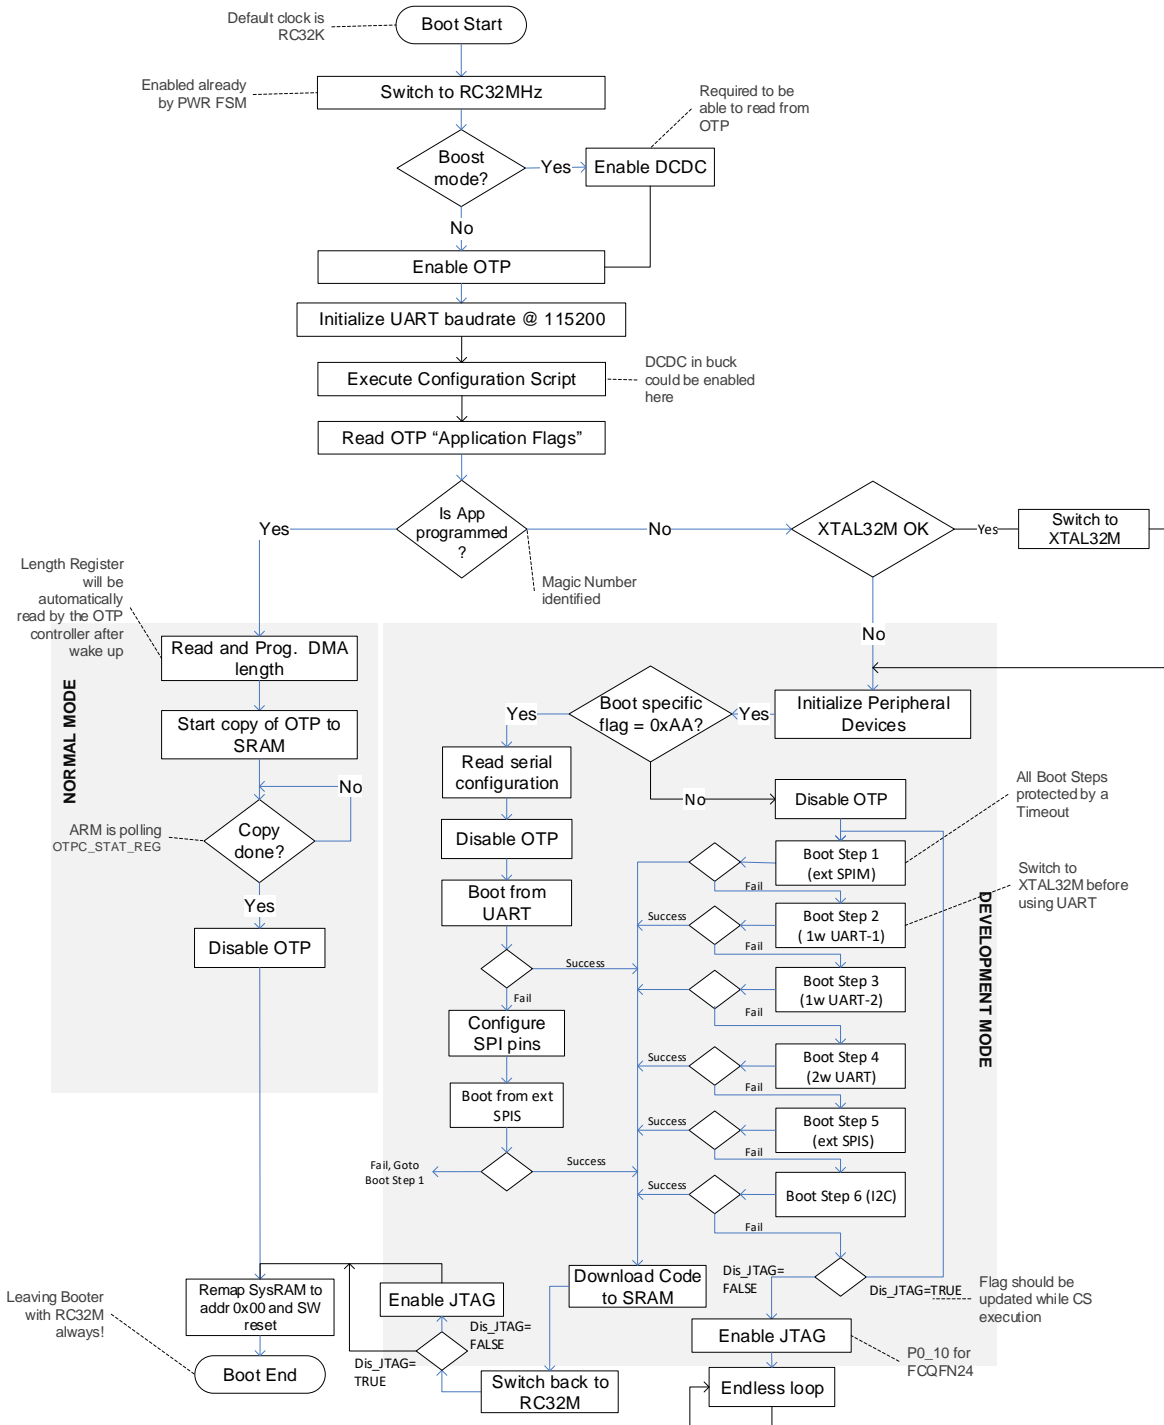 Default clock is
RC32K
Boot Start
Enabled already
by PWR FSM
Switch to RC32MHz
Required to be
able to read from
OTP
Boost
mode?
Yes
Enable DCDC
No
Enable OTP
Initialize UART baudrate @ 115200
Execute Configuration Script
DCDC in buck
could be enabled
here
Read OTP “Application Flags”
Is App
programmed
?
Yes
No
XTAL32M OK
Yes
Switch to
XTAL32M
Magic Number
identified
Length Register
will be
automatically
read by the OTP
controller after
wake up
No
NORMAL MODE
Read and Prog. DMA
length
Start copy of OTP to
SRAM
No
ARM is polling
OTPC_STAT_REG
Copy
done?
Yes
Disable OTP
Initialize Peripheral
Devices
Yes
Boot specific
flag = 0xAA?
Yes
No
Read serial
configuration
Disable OTP
Boot from
UART
Success
Fail
Configure
SPI pins
Boot from ext
SPIS
Success
Fail, Goto
Boot Step 1
Disable OTP
All Boot Steps
protected by a
Timeout
Boot Step 1
(ext SPIM)
Fail
Switch to
XTAL32M before
using UART
DEVELOPMENT MODE
Success
Boot Step 2
( 1w UART-1)
Fail
Success
Boot Step 3
(1w UART-2)
Fail
Success
Boot Step 4
(2w UART)
Fail
Success
Boot Step 5
(ext SPIS)
Fail
Success
Boot Step 6 (I2C)
Fail
Dis_JTAG=
FALSE
Dis_JTAG=TRUE
Flag should be
updated while CS
execution
Enable JTAG
P0_10 for
FCQFN24
Endless loop
Download Code
to SRAM
Switch back to
RC32M
Enable JTAG
Dis_JTAG=
FALSE
Dis_JTAG=
TRUE
Remap SysRAM to
addr 0x00 and SW
reset
Leaving Booter
with RC32M
always!
Boot End